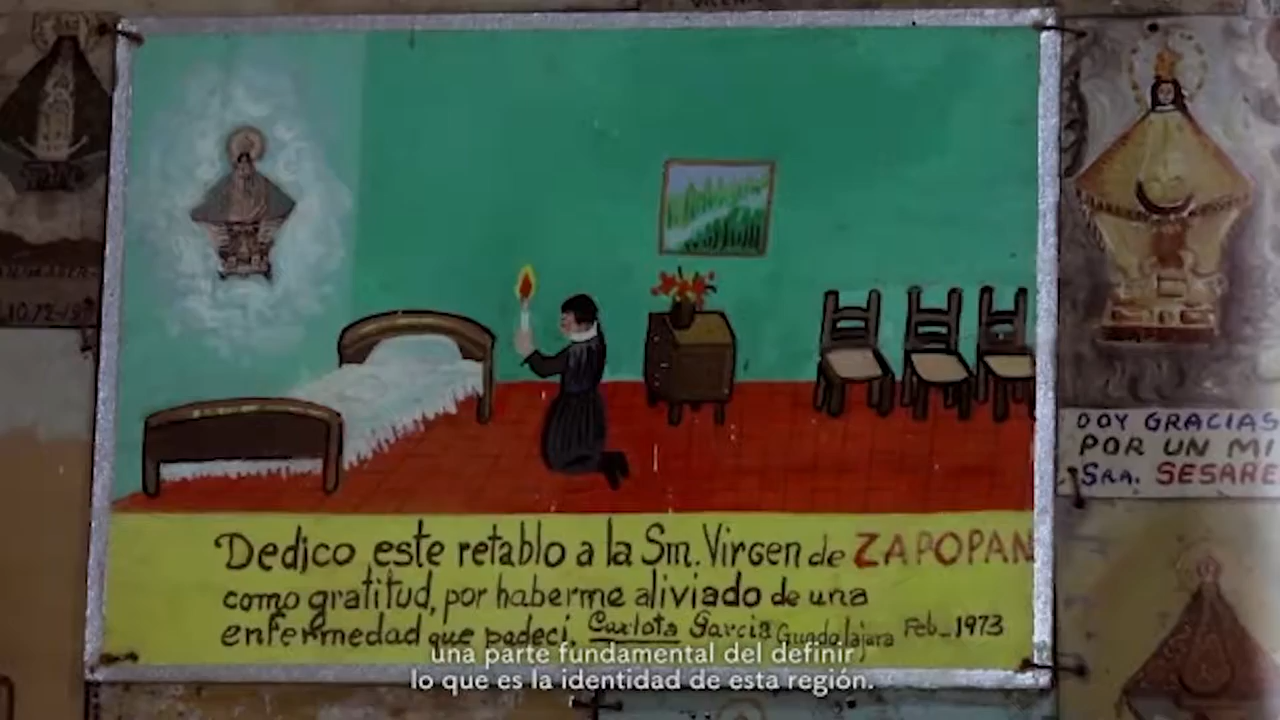 Dedico este retablo a la Sm. Virgen de ZAPOPAN
como gratitud, por haberme aliviado de una
enfermedad que padeci. Carlota Garcia Guadalajara Feb_1973
DOY GRACIAS
POR UN MI
SRA. SESARE
una parte fundamental del definir
lo que es la identidad de esta región.